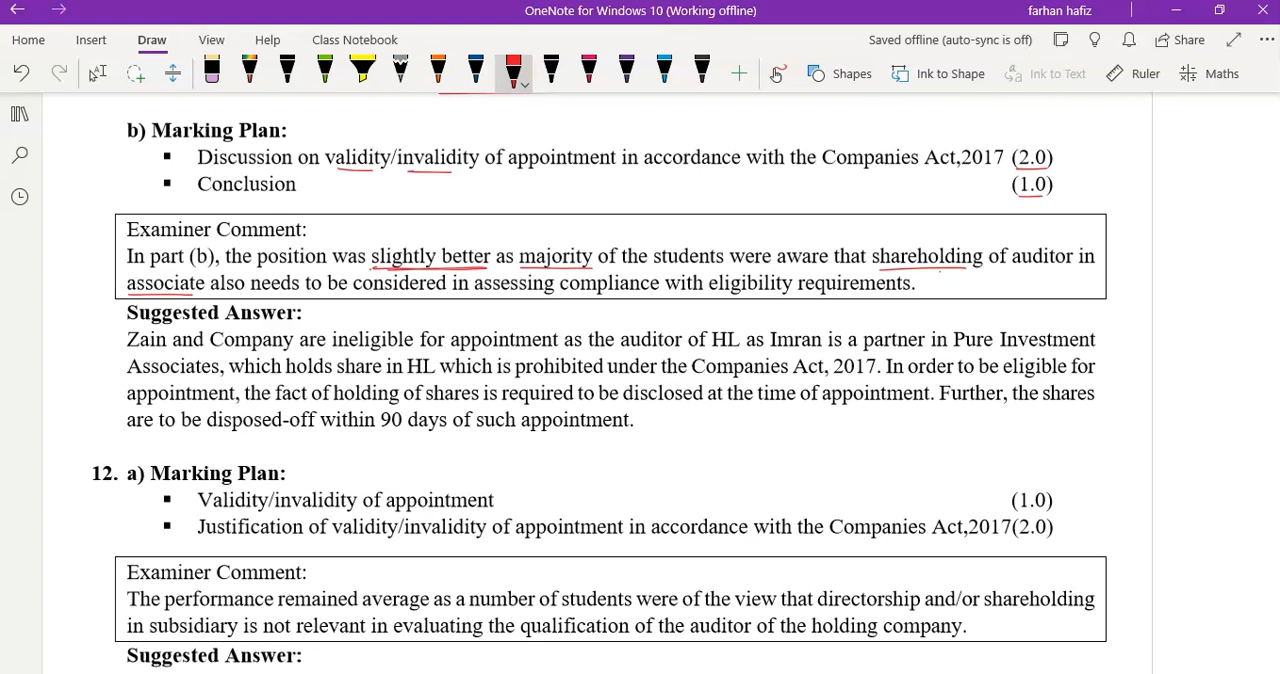 OneNote for Windows 10 (Working offline)
farhan hafiz
Home Insert Draw View Help Class Notebook
Saved offline (auto-sync is off) Share
Shapes Ink to Shape Ink to Text Ruler Maths
b) Marking Plan:
▪ Discussion on validity/invalidity of appointment in accordance with the Companies Act,2017 (2.0)
▪ Conclusion (1.0)
Examiner Comment:
In part (b), the position was slightly better as majority of the students were aware that shareholding of auditor in
associate also needs to be considered in assessing compliance with eligibility requirements.
Suggested Answer:
Zain and Company are ineligible for appointment as the auditor of HL as Imran is a partner in Pure Investment
Associates, which holds share in HL which is prohibited under the Companies Act, 2017. In order to be eligible for
appointment, the fact of holding of shares is required to be disclosed at the time of appointment. Further, the shares
are to be disposed-off within 90 days of such appointment.
12. a) Marking Plan:
▪ Validity/invalidity of appointment (1.0)
▪ Justification of validity/invalidity of appointment in accordance with the Companies Act,2017(2.0)
Examiner Comment:
The performance remained average as a number of students were of the view that directorship and/or shareholding
in subsidiary is not relevant in evaluating the qualification of the auditor of the holding company.
Suggested Answer: